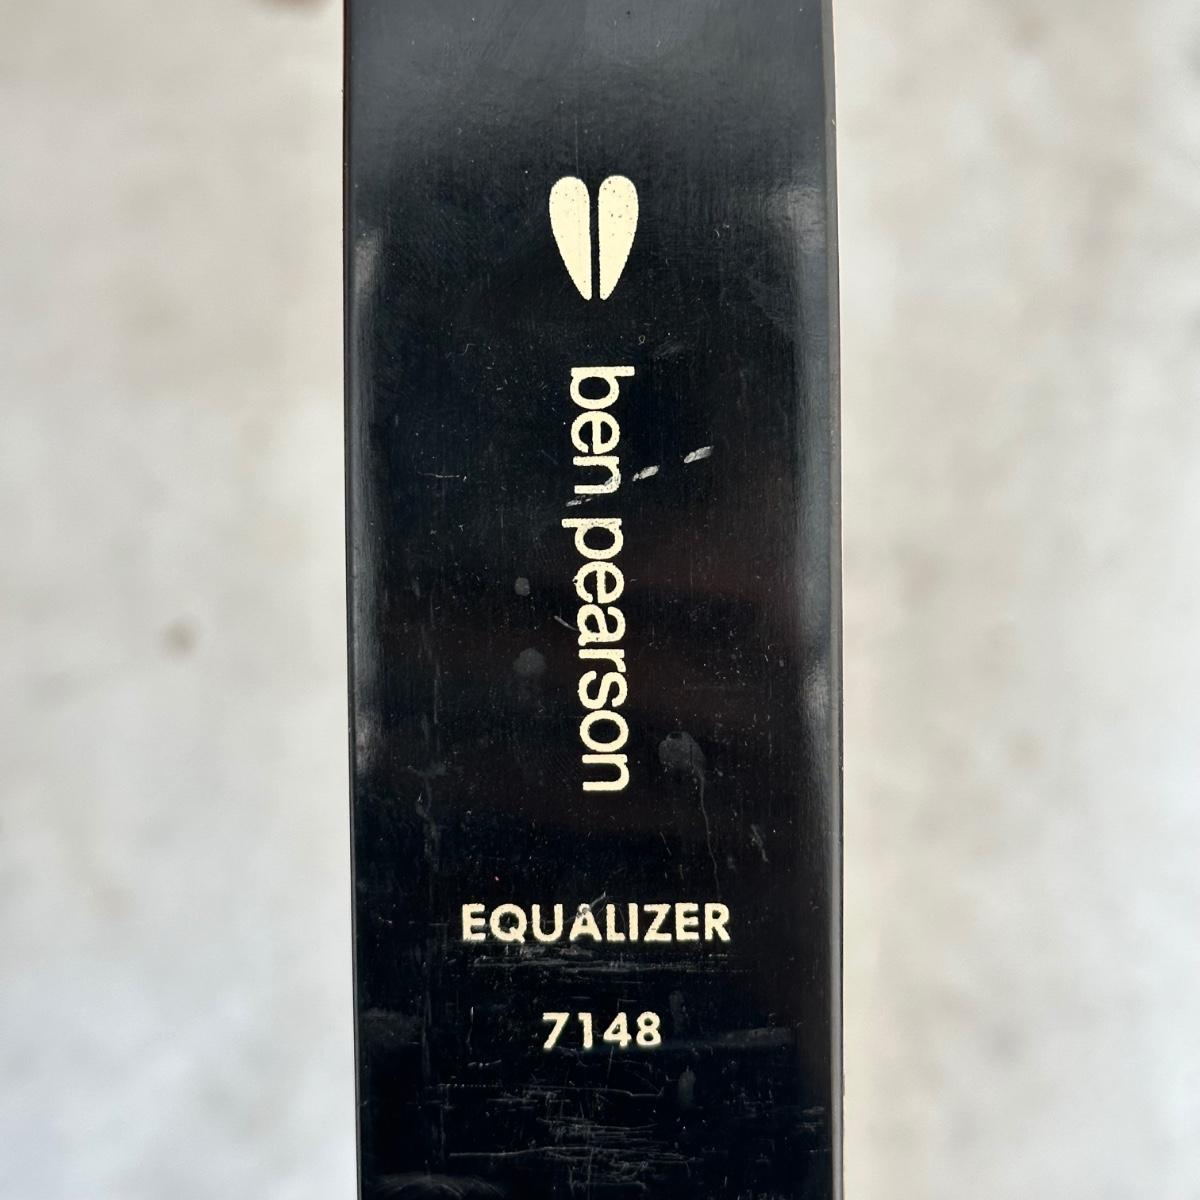 ben pearson
EQUALIZER
7148